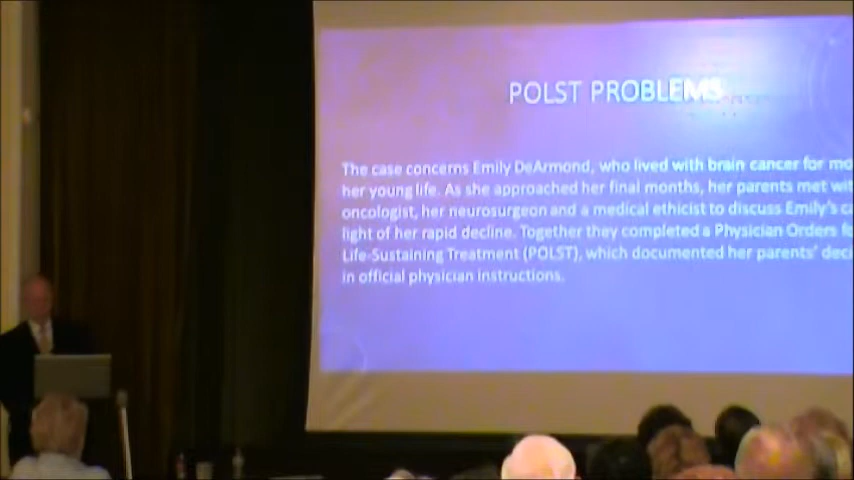 POLST PROBLEMS
The case concerns Emily DeArmond, who lived with brain cancer for mo
her young life. As she approached her final months, her parents met wit
oncologist, her neurosurgeon and a medical ethicist to discuss Emily's ca
light of her rapid decline. Together they completed a Physician Orders fo
Life-Sustaining Treatment (POLST), which documented her parents' deci
in official physician instructions.